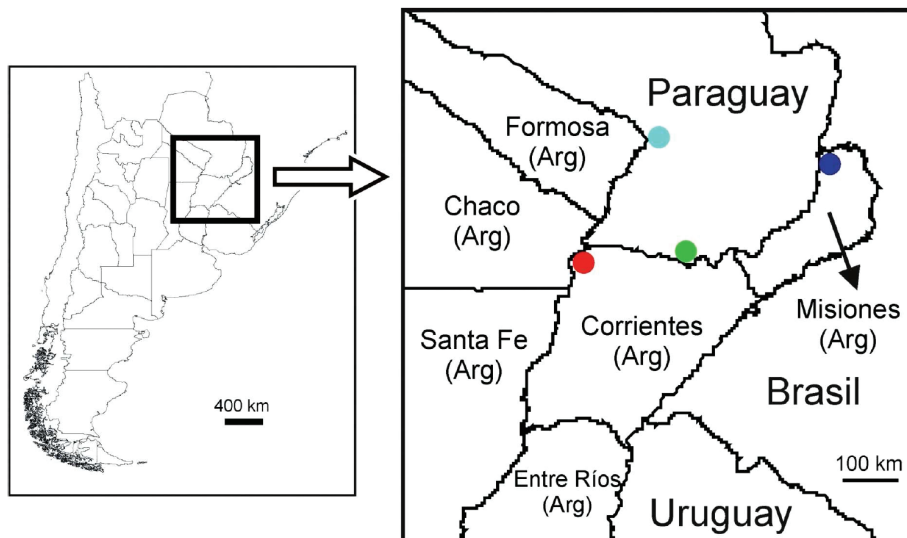 400 km
Paraguay
Formosa
(Arg)
Chaco
(Arg)
Misiones
(Arg)
Santa Fe
(Arg)
Corrientes
(Arg)
Brasil
100 km
Entre Ríos
(Arg)
Uruguay